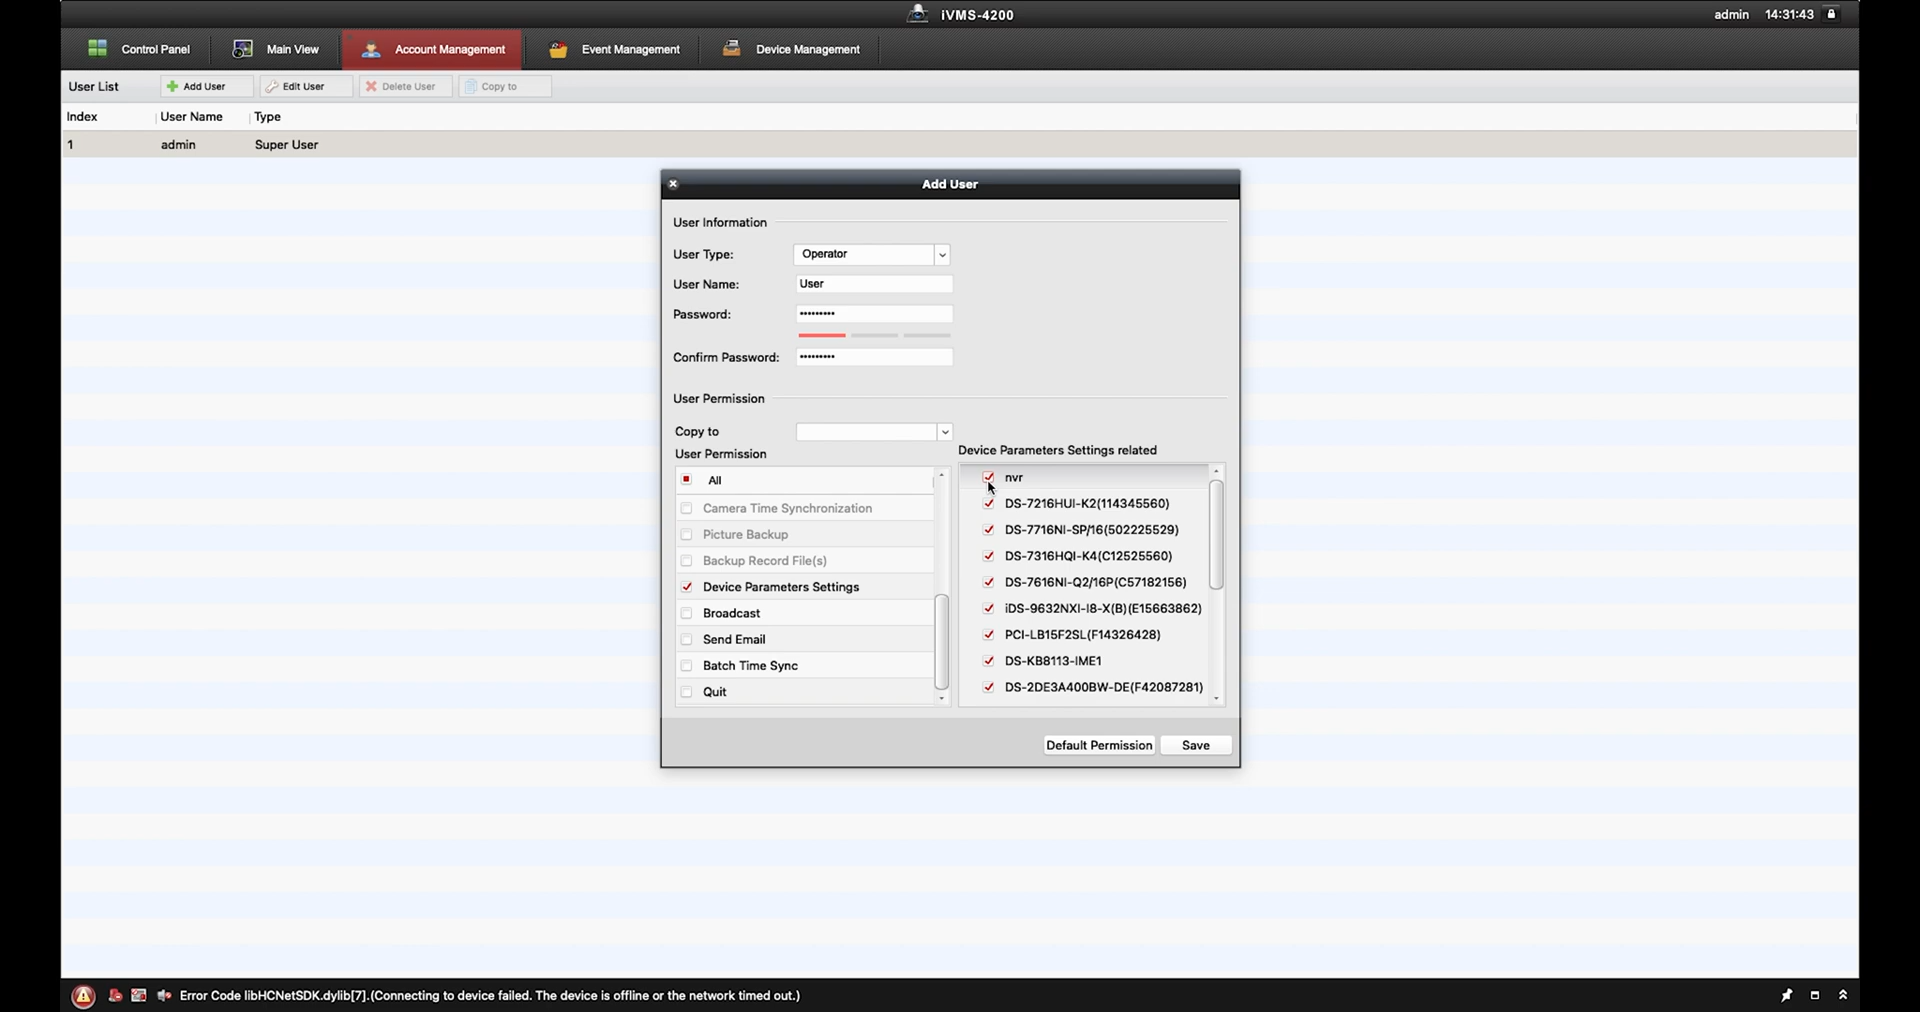 iVMS-4200
admin 14:31:43
Control Panel Main View Account Management Event Management Device Management
User List Add User Edit User Delete User Copy to
Index User Name Type
1 admin Super User
Add User
User Information
User Type: Operator
User Name: User
Password: •••••••••
Confirm Password: •••••••••
User Permission
Copy to
User Permission
All
Camera Time Synchronization
Picture Backup
Backup Record File(s)
Device Parameters Settings
Broadcast
Send Email
Batch Time Sync
Quit
Device Parameters Settings related
nvr
DS-7216HUI-K2(114345560)
DS-7716NI-SP/16(502225529)
DS-7316HQI-K4(C12525560)
DS-7616NI-Q2/16P(C57182156)
iDS-9632NXI-I8-X(B)(E15663862)
PCI-LB15F2SL(F14326428)
DS-KB8113-IME1
DS-2DE3A400BW-DE(F42087281)
Default Permission Save
Error Code libHCNetSDK.dylib[7].(Connecting to device failed. The device is offline or the network timed out.)